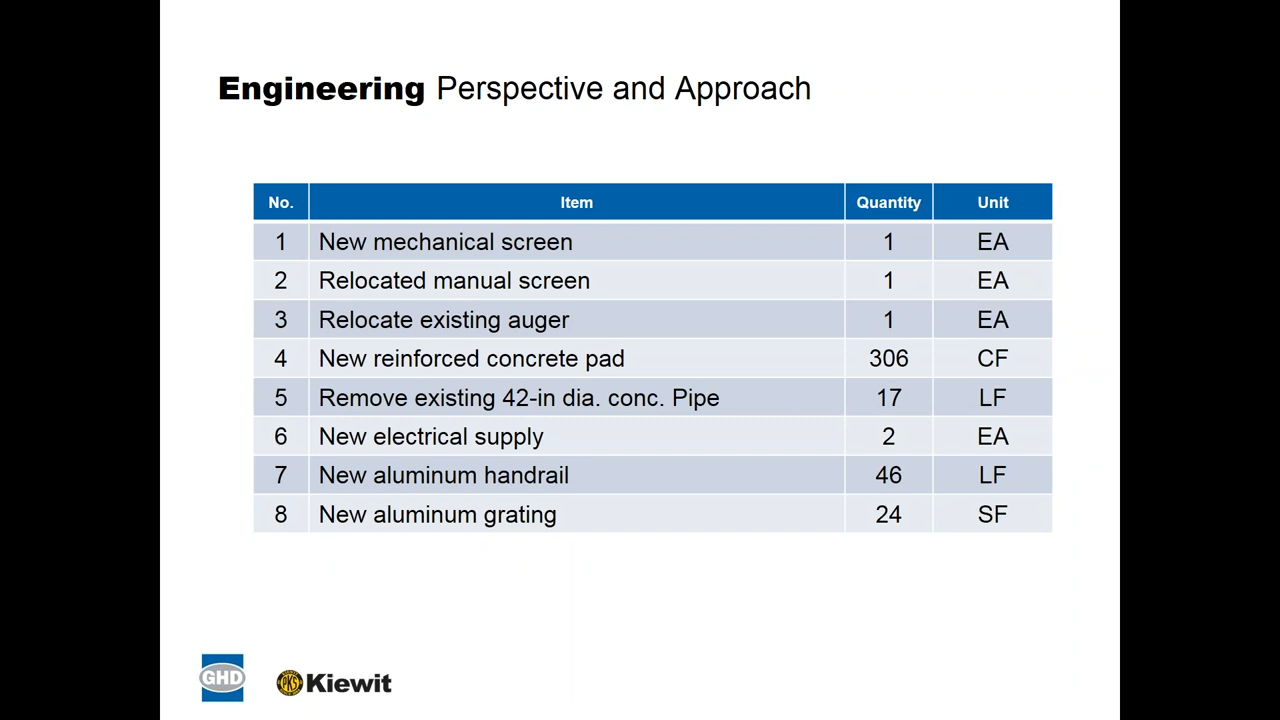 Engineering Perspective and Approach
No. Item Quantity Unit
1 New mechanical screen 1 EA
2 Relocated manual screen 1 EA
3 Relocate existing auger 1 EA
4 New reinforced concrete pad 306 CF
5 Remove existing 42-in dia. conc. Pipe 17 LF
6 New electrical supply 2 EA
7 New aluminum handrail 46 LF
8 New aluminum grating 24 SF
GHD PKS Kiewit